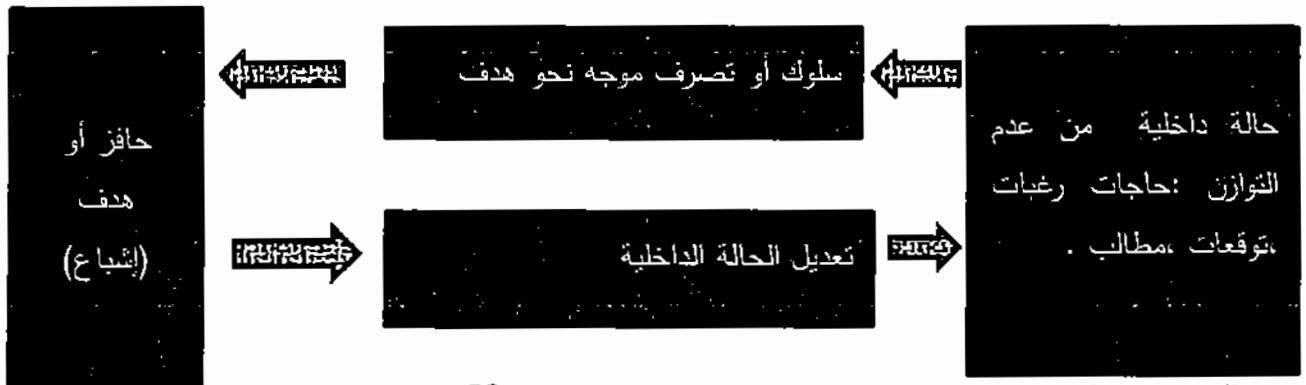 حالة داخلية من عدم
التوازن :حاجات رغبات
،توقعات ،مطالب .
سلوك أو تصرف موجه نحو هدف
حافز أو
هدف
(إشباع)
تعديل الحالة الداخلية